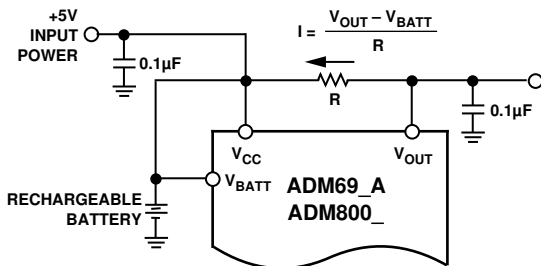 +5V
INPUT
POWER
0.1µF
I = V_OUT – V_BATT
R
R
0.1µF
V_CC
V_OUT
V_BATT
ADM69_A
ADM800_
RECHARGEABLE
BATTERY